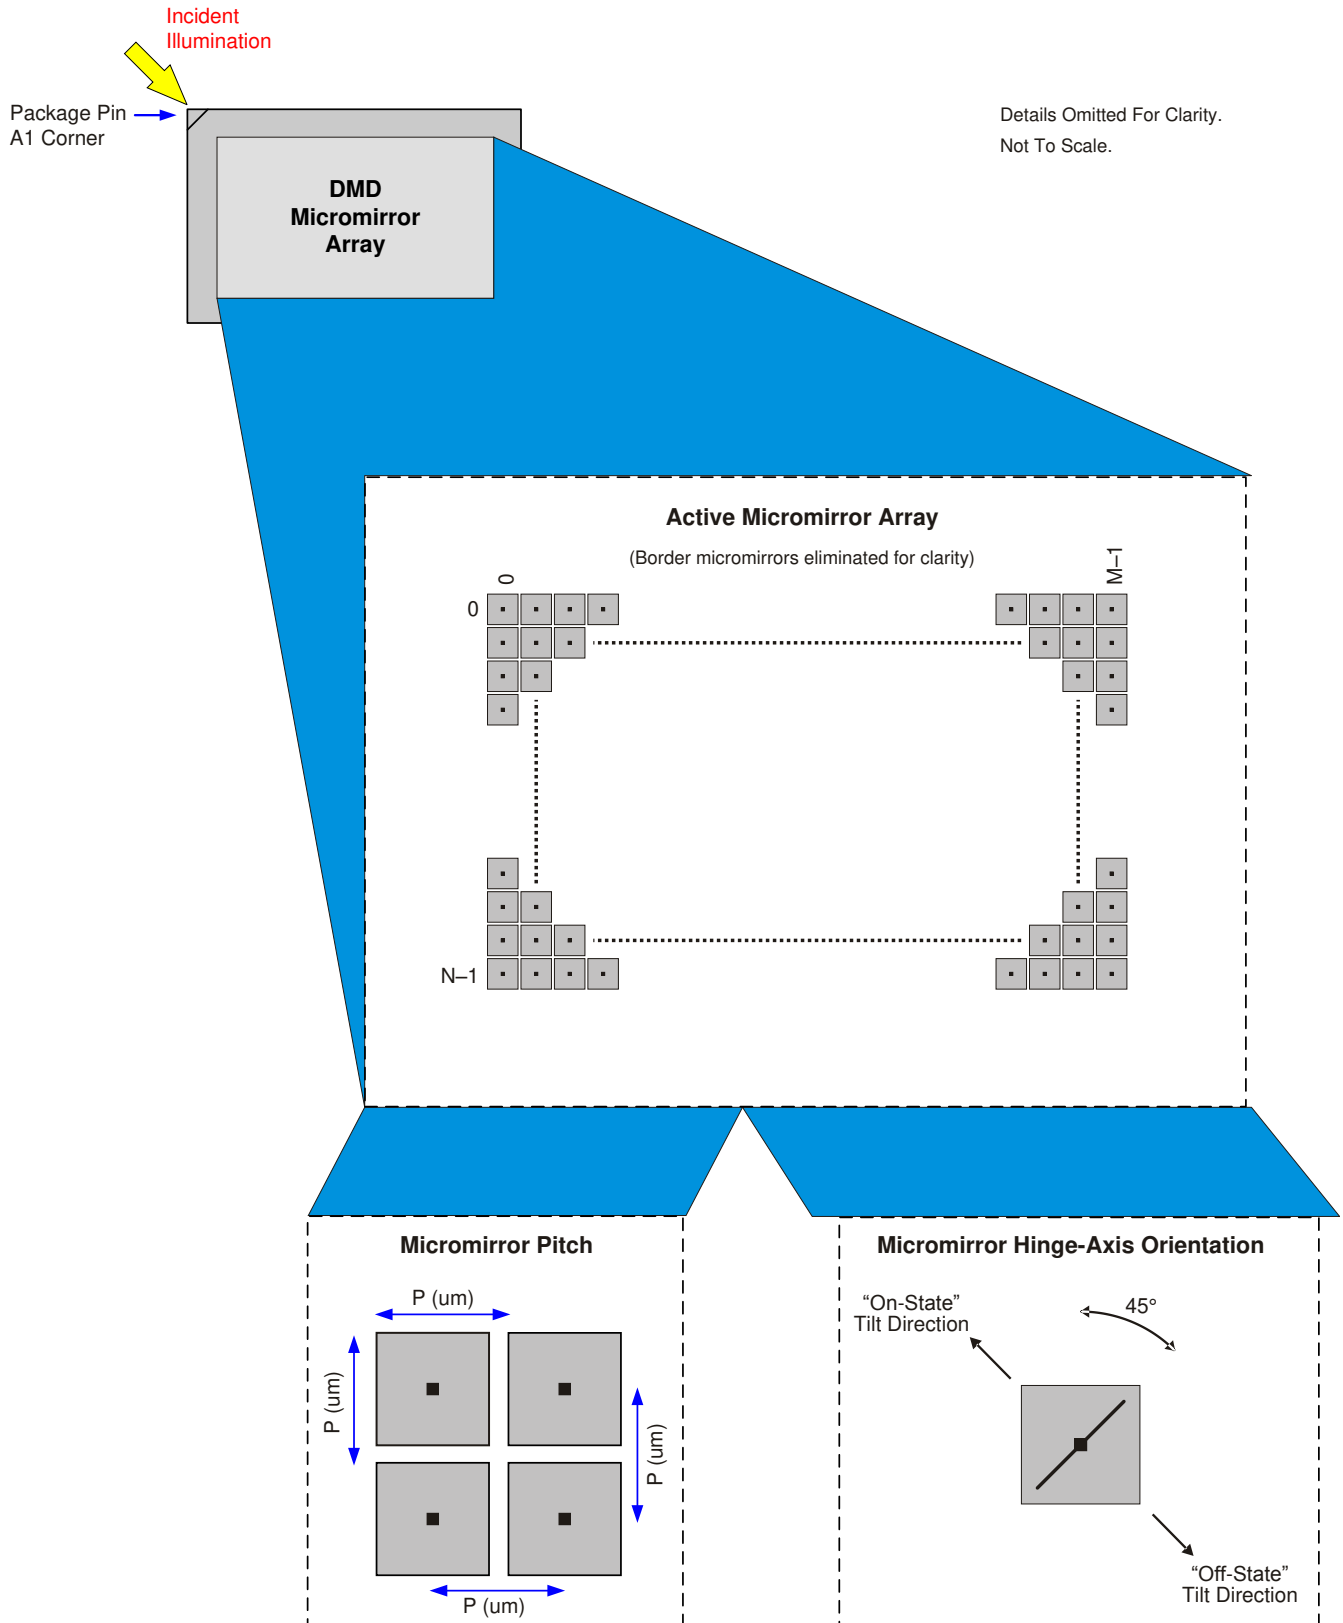 Incident
Illumination
Package Pin
A1 Corner
Details Omitted For Clarity.
Not To Scale.
DMD
Micromirror
Array
Active Micromirror Array
(Border micromirrors eliminated for clarity)
0
M–1
0
N–1
Micromirror Pitch
P (um)
P (um)
P (um)
P (um)
Micromirror Hinge-Axis Orientation
“On-State”
Tilt Direction
45°
“Off-State”
Tilt Direction